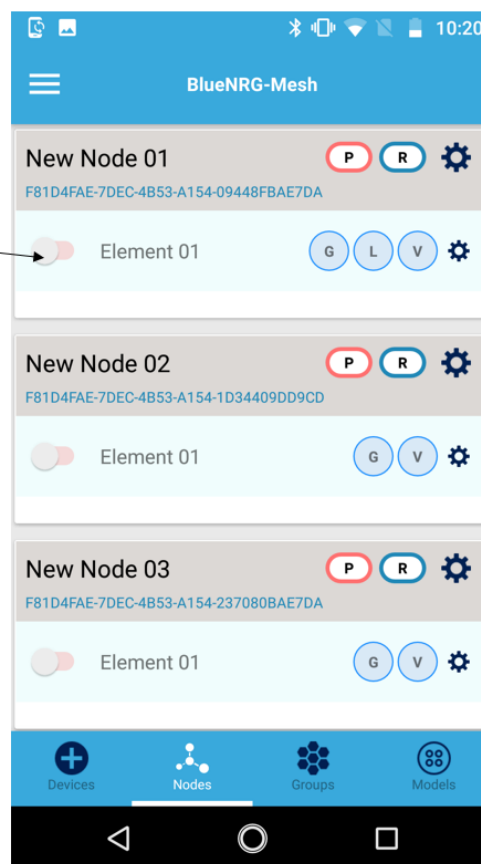 10:20
BlueNRG-Mesh
New Node 01 P R
F81D4FAE-7DEC-4B53-A154-09448FBAE7DA
Element 01 G L V
New Node 02 P R
F81D4FAE-7DEC-4B53-A154-1D34409DD9CD
Element 01 G V
New Node 03 P R
F81D4FAE-7DEC-4B53-A154-237080BAE7DA
Element 01 G V
Devices Nodes Groups Models